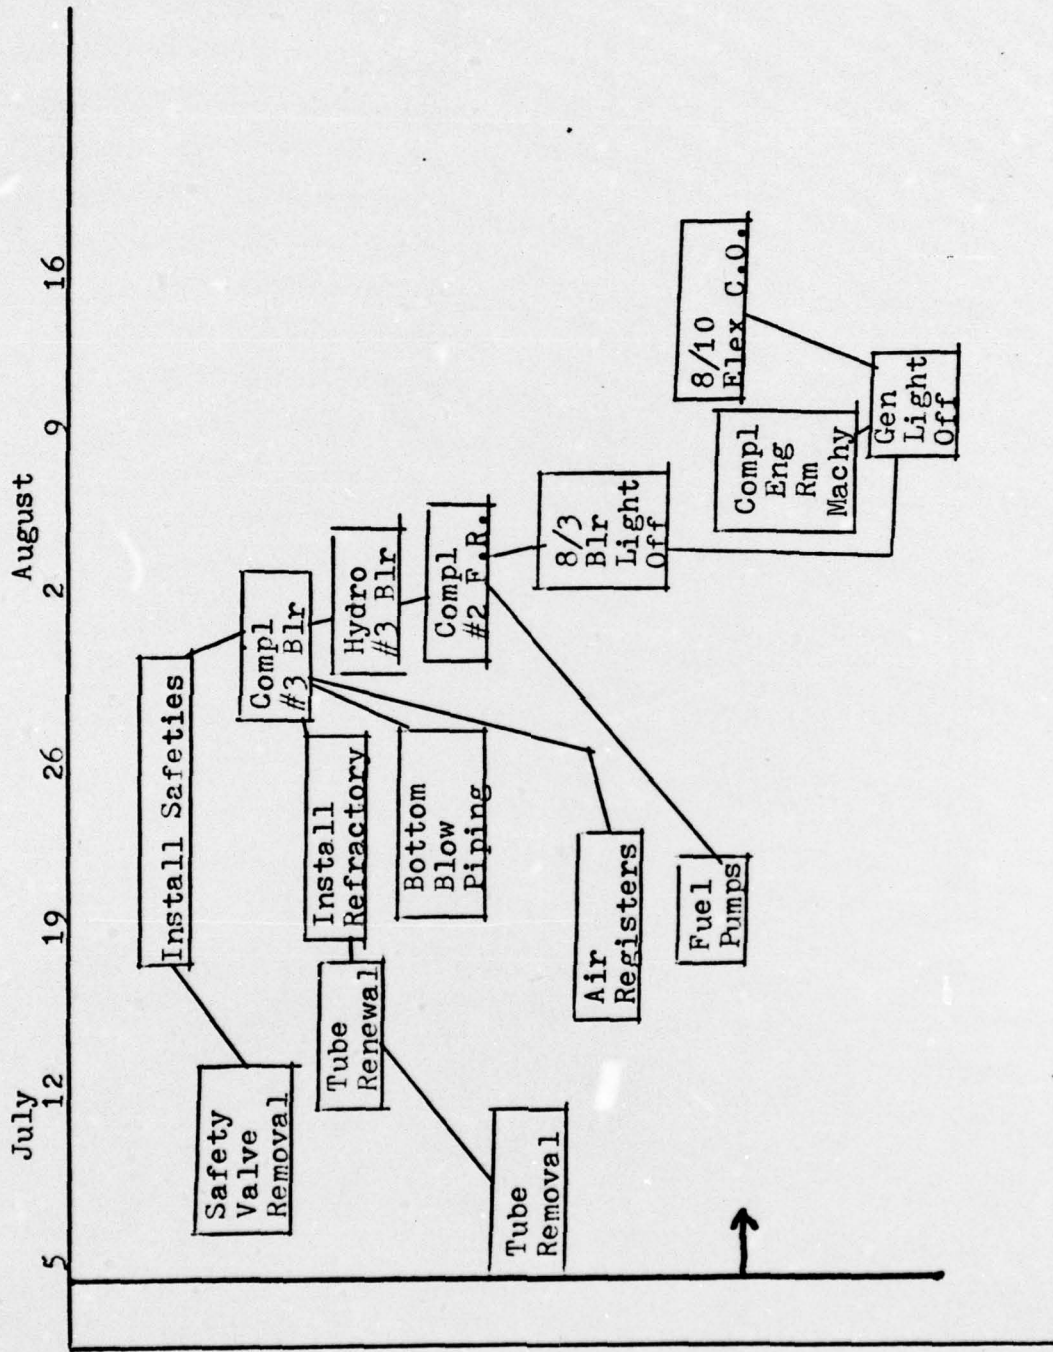 July
August
5
12
19
26
2
9
16
Install Safeties
Safety
Valve
Removal
Compl
#3 Blr
Install
Refractory
Tube
Renewal
Hydro
#3 Blr
Bottom
Blow
Piping
Compl
#2 F.R.
Tube
Removal
8/3
Blr
Light
Off
Air
Registers
8/10
Elex C.O.
Fuel
Pumps
Compl
Eng
Rm
Machy
Gen
Light
Off